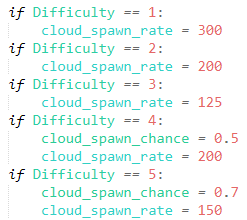 if Difficulty == 1:
    cloud_spawn_rate = 300
if Difficulty == 2:
    cloud_spawn_rate = 200
if Difficulty == 3:
    cloud_spawn_rate = 125
if Difficulty == 4:
    cloud_spawn_chance = 0.5
    cloud_spawn_rate = 200
if Difficulty == 5:
    cloud_spawn_chance = 0.7
    cloud_spawn_rate = 150